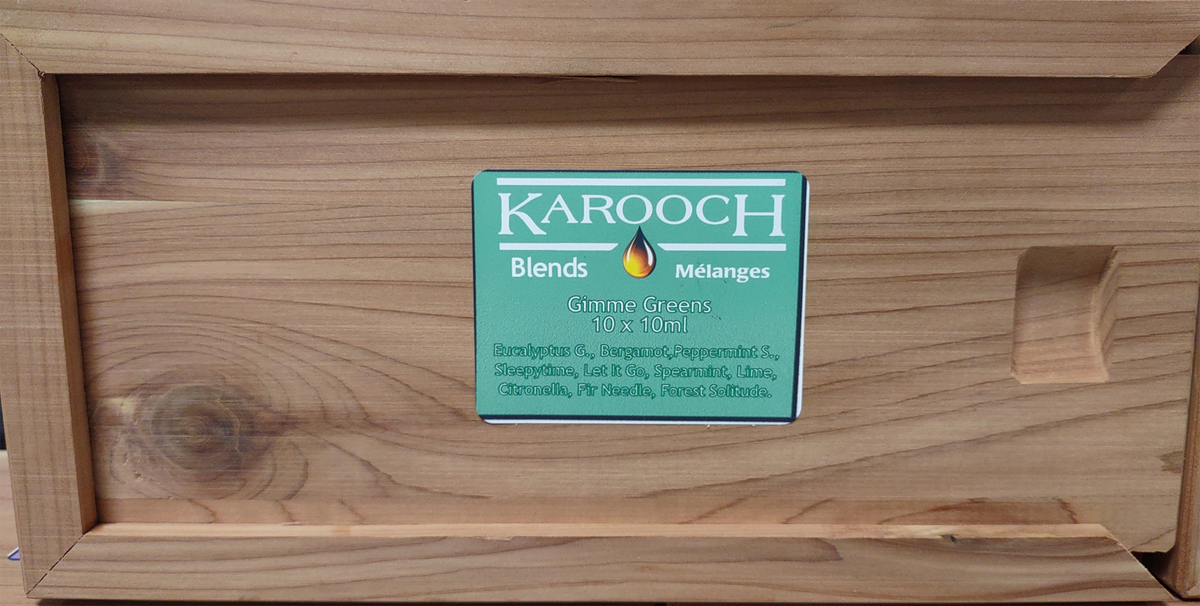 KAROOCH
Blends Mélanges
Gimme Greens
10 x 10ml
Eucalyptus G., Bergamot,Peppermint S.,
Sleepytime, Let It Go, Spearmint, Lime,
Citronella, Fir Needle, Forest Solitude.